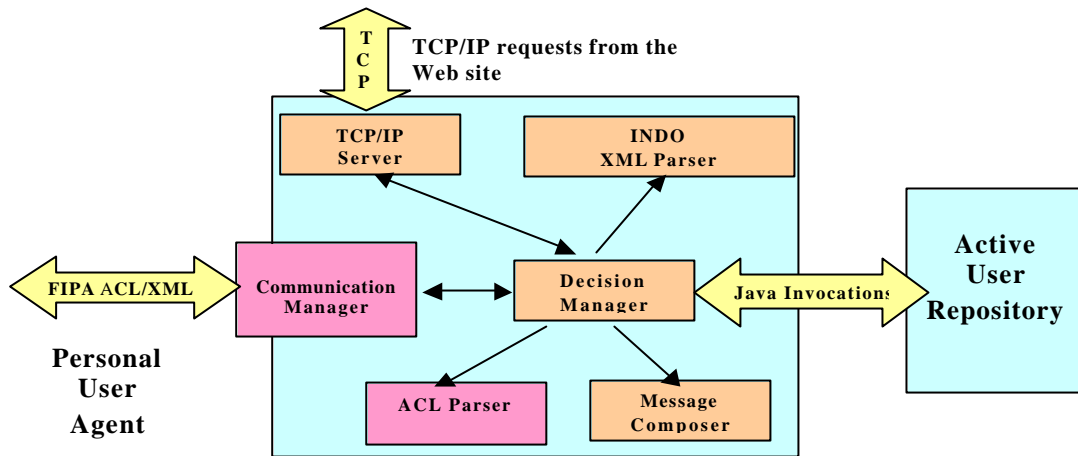 T
C
P
TCP/IP requests from the
Web site
TCP/IP
Server
INDO
XML Parser
Active
User
Repository
FIPA ACL/XML
Communication
Manager
Decision
Manager
Java Invocations
Personal
User
Agent
ACL Parser
Message
Composer